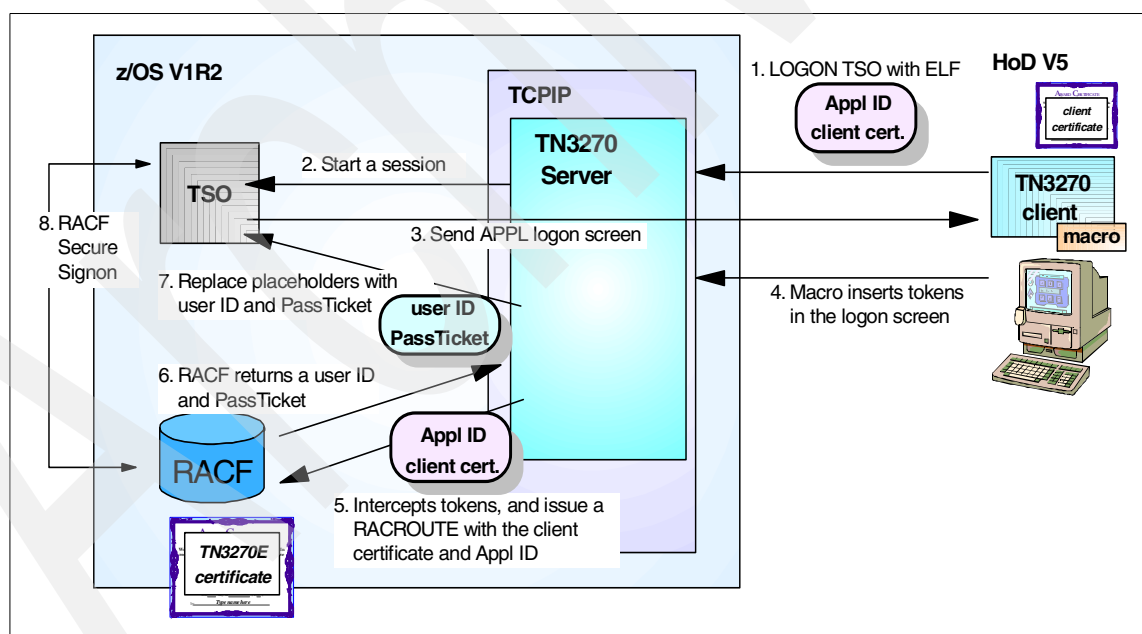 z/OS V1R2
TCPIP
TN3270
Server
1. LOGON TSO with ELF
Appl ID
client cert.
HoD V5
client
certificate
TN3270
client
macro
TSO
2. Start a session
3. Send APPL logon screen
8. RACF
Secure
Signon
7. Replace placeholders with
user ID and PassTicket
user ID
PassTicket
4. Macro inserts tokens
in the logon screen
6. RACF returns a user ID
and PassTicket
RACF
Appl ID
client cert.
5. Intercepts tokens, and issue a
RACROUTE with the client
certificate and Appl ID
TN3270E
certificate
Type name here